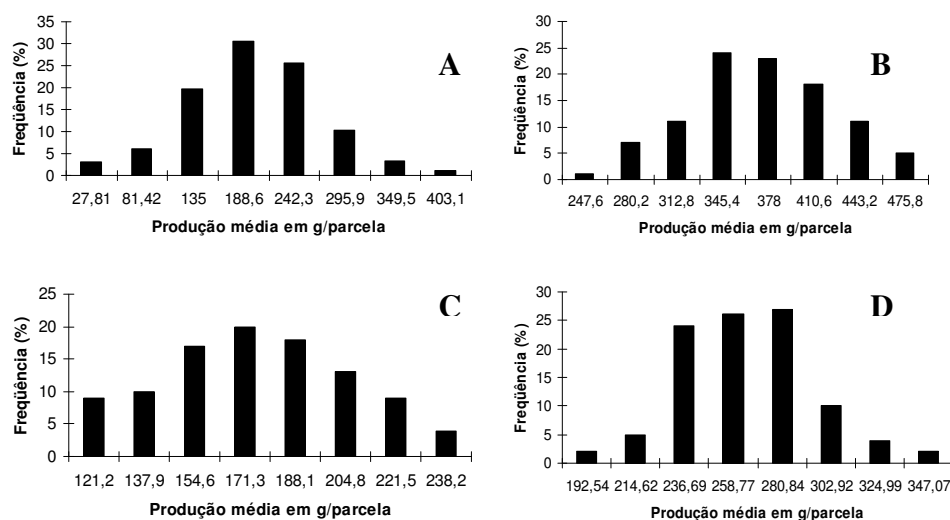 35
30
25
20
15
10
5
0
Freqüência (%)
A
27,81 81,42 135 188,6 242,3 295,9 349,5 403,1
Produção média em g/parcela
30
25
20
15
10
5
0
Freqüência (%)
B
247,6 280,2 312,8 345,4 378 410,6 443,2 475,8
Produção média em g/parcela
25
20
15
10
5
0
Freqüência (%)
C
121,2 137,9 154,6 171,3 188,1 204,8 221,5 238,2
Produção média em g/parcela
30
25
20
15
10
5
0
Freqüência (%)
D
192,54 214,62 236,69 258,77 280,84 302,92 324,99 347,07
Produção média em g/parcela